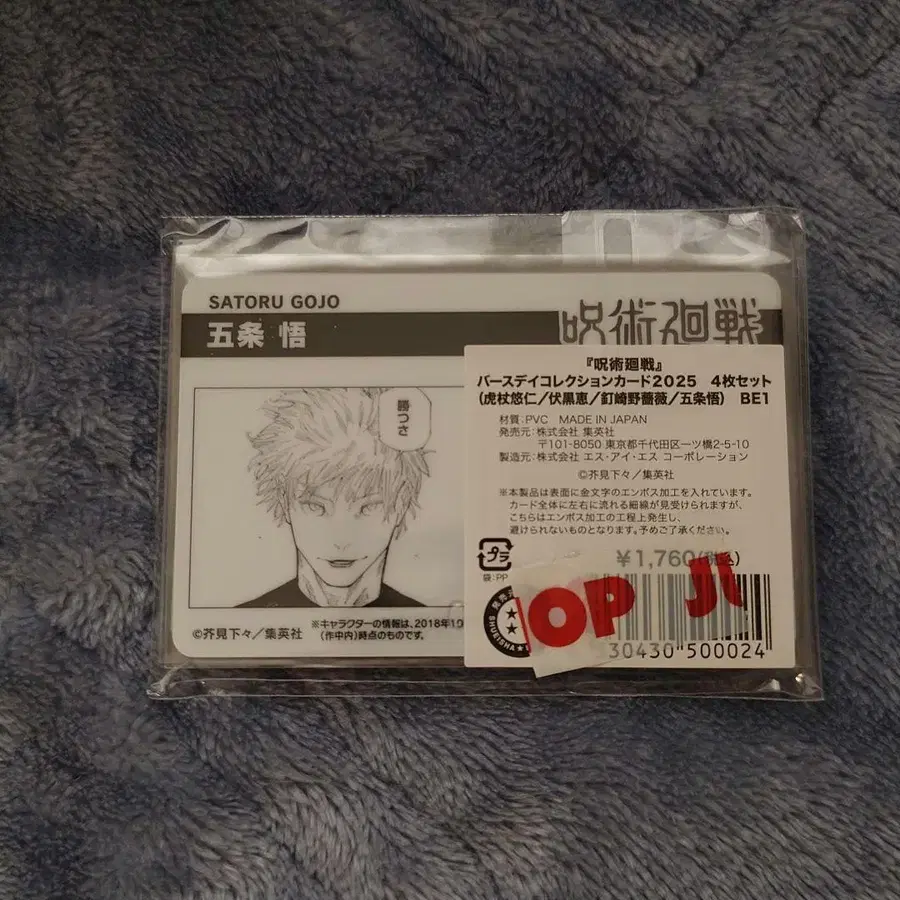 SATORU GOJO
五条 悟
呪術廻戦
勝つさ
©芥見下々／集英社
※キャラクターの情報は、2018年10
（作中内）時点のものです。
『呪術廻戦』
バースデイコレクションカード2025 4枚セット
（虎杖悠仁／伏黒恵／釘崎野薔薇／五条悟） BE1
材質：PVC MADE IN JAPAN
発売元：株式会社 集英社
〒101-8050 東京都千代田区一ツ橋2-5-10
製造元：株式会社 エス・アイ・エス コーポレーション
©芥見下々／集英社
※本製品は表面に金文字のエンボス加工を入れています。
カード全体に左右に流れる細線が見受けられますが、
こちらはエンボス加工の工程上発生し、
避けられないものとなります。予めご了承ください。
プラ
袋：PP
￥1,760(税込)
SHUEISHA
OP JU
30430 500024